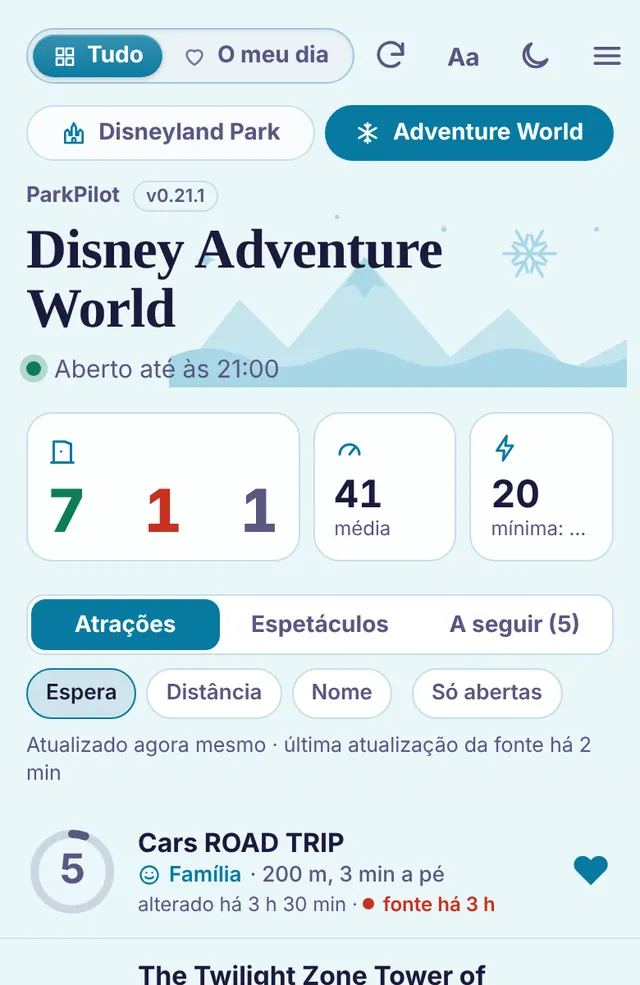 Tudo
O meu dia
Aa
Disneyland Park
Adventure World
ParkPilot
v0.21.1
Disney Adventure
World
Aberto até às 21:00
7 1 1
41
média
20
mínima: ...
Atrações
Espetáculos
A seguir (5)
Espera
Distância
Nome
Só abertas
Atualizado agora mesmo · última atualização da fonte há 2
min
5
Cars ROAD TRIP
Família · 200 m, 3 min a pé
alterado há 3 h 30 min · fonte há 3 h
The Twilight Zone Tower of